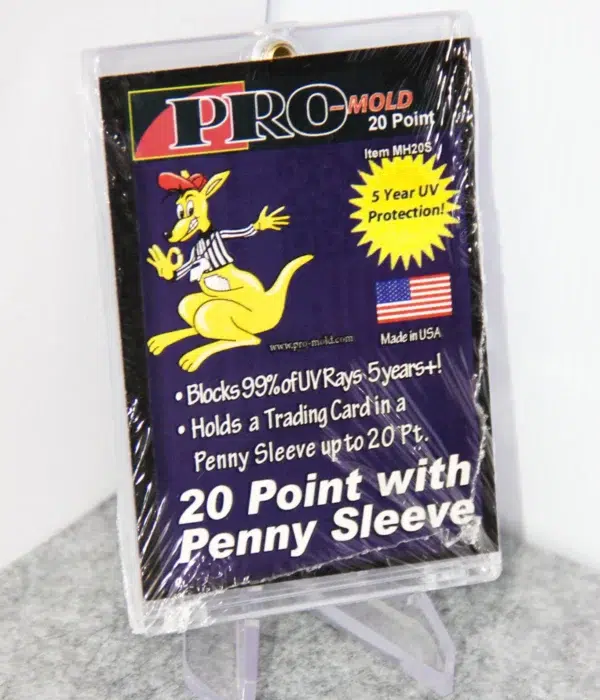 PRO-MOLD
20 Point
Item MH20S
5 Year UV
Protection!
www.pro-mold.com
Made in USA
• Blocks 99% of UV Rays 5 years+!
• Holds a Trading Card in a
Penny Sleeve up to 20 Pt.
20 Point with
Penny Sleeve